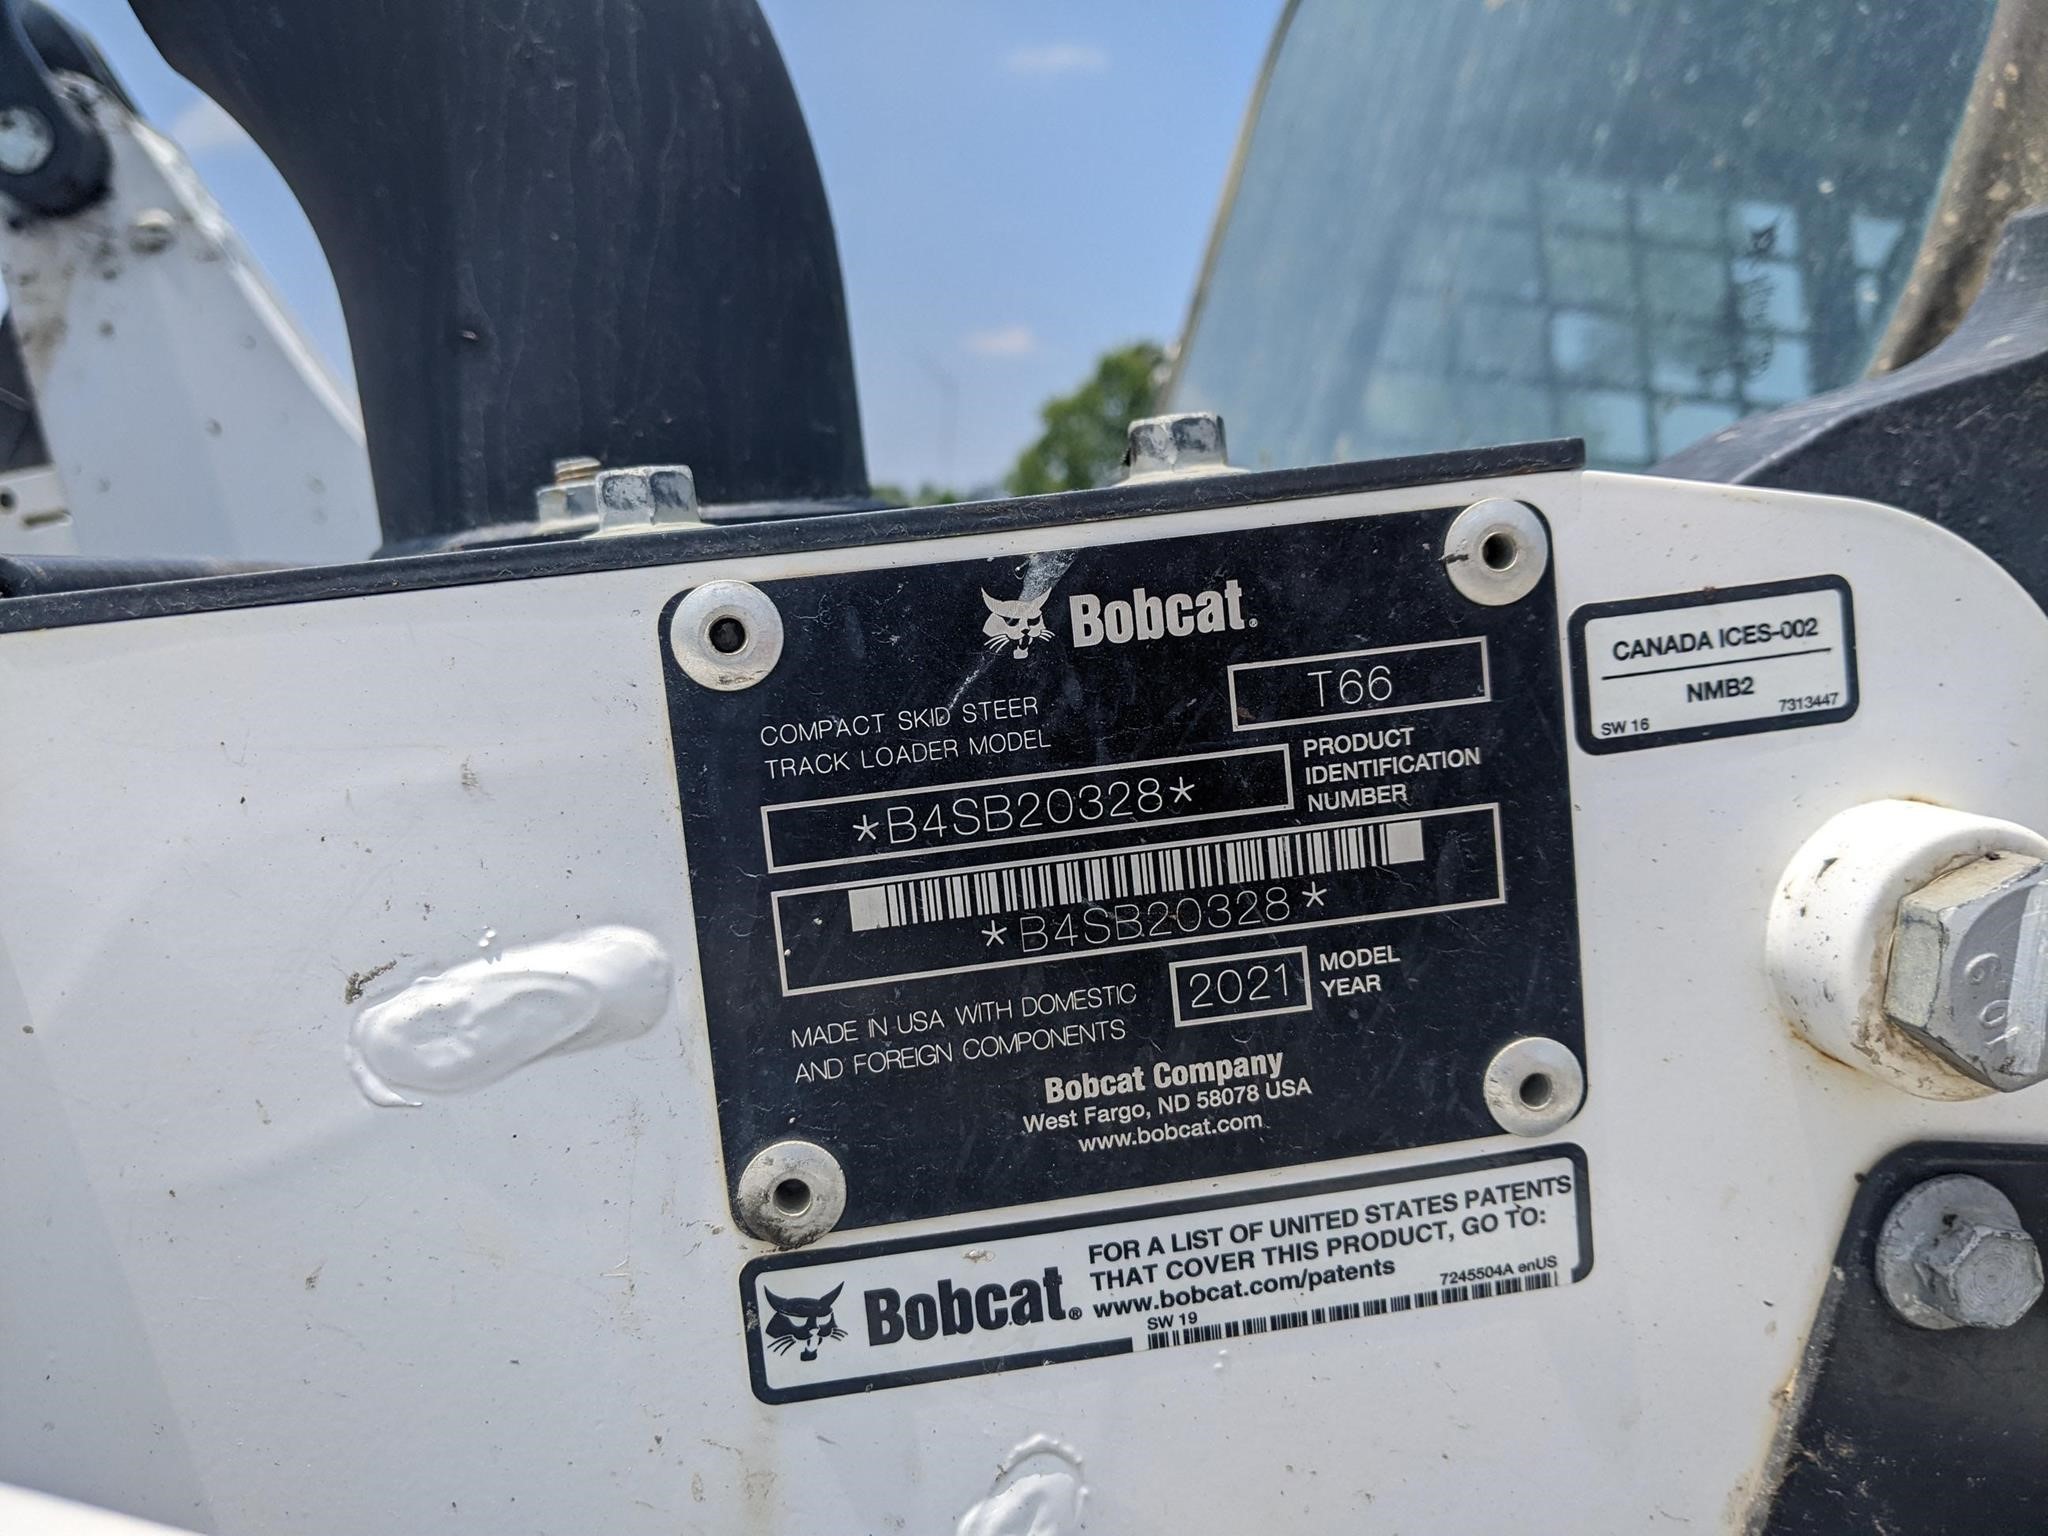 Bobcat®
COMPACT SKID STEER
TRACK LOADER MODEL
T66
*B4SB20328*
PRODUCT
IDENTIFICATION
NUMBER
*B4SB20328*
MADE IN USA WITH DOMESTIC
AND FOREIGN COMPONENTS
2021
MODEL
YEAR
Bobcat Company
West Fargo, ND 58078 USA
www.bobcat.com
CANADA ICES-002
NMB2
SW 16
7313447
Bobcat®
FOR A LIST OF UNITED STATES PATENTS
THAT COVER THIS PRODUCT, GO TO:
www.bobcat.com/patents
7245504A enUS
SW 19